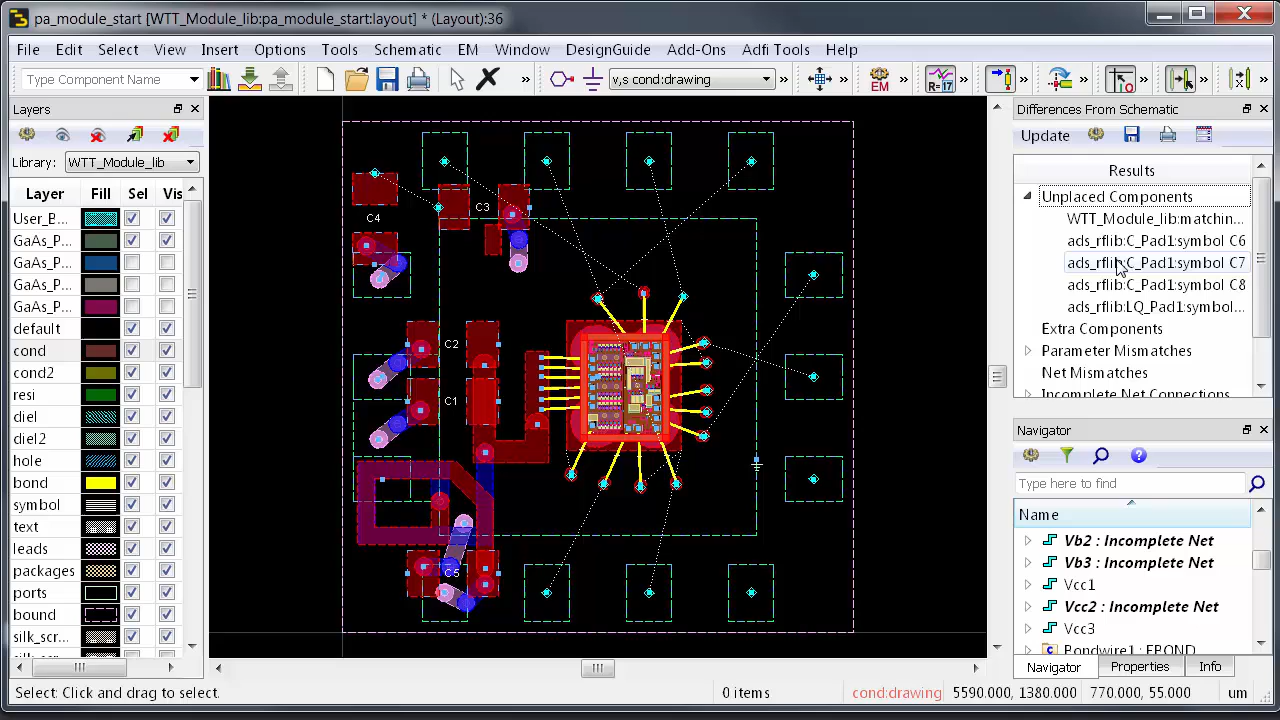 pa_module_start [WTT_Module_lib:pa_module_start:layout] * (Layout):36
File Edit Select View Insert Options Tools Schematic EM Window DesignGuide Add-Ons Adfi Tools Help
Type Component Name
v,s cond:drawing
EM
R=17
Layers
Library: WTT_Module_lib
Layer Fill Sel Vis
User_B...
GaAs_P...
GaAs_P...
GaAs_P...
GaAs_P...
default
cond
cond2
resi
diel
diel2
hole
bond
symbol
text
leads
packages
ports
bound
silk_scr...
C3
C4
C2
C1
C5
Differences From Schematic
Update
Results
Unplaced Components
WTT_Module_lib:matchin...
ads_rflib:C_Pad1:symbol C6
ads_rflib:C_Pad1:symbol C7
ads_rflib:C_Pad1:symbol C8
ads_rflib:LQ_Pad1:symbol...
Extra Components
Parameter Mismatches
Net Mismatches
Incomplete Net Connections
Navigator
Type here to find
Name
Vb2 : Incomplete Net
Vb3 : Incomplete Net
Vcc1
Vcc2 : Incomplete Net
Vcc3
Navigator Properties Info
Select: Click and drag to select.
0 items
cond:drawing
5590.000, 1380.000
770.000, 55.000
um